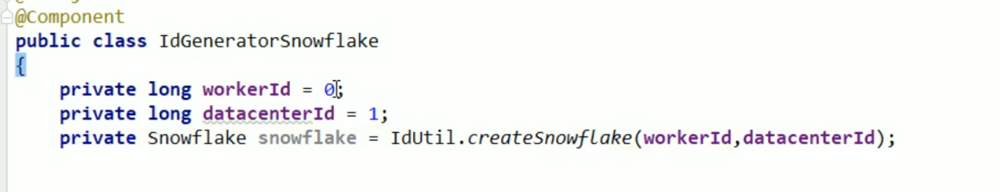 @Component
public class IdGeneratorSnowflake
{
    private long workerId = 0;
    private long datacenterId = 1;
    private Snowflake snowflake = IdUtil.createSnowflake(workerId,datacenterId);